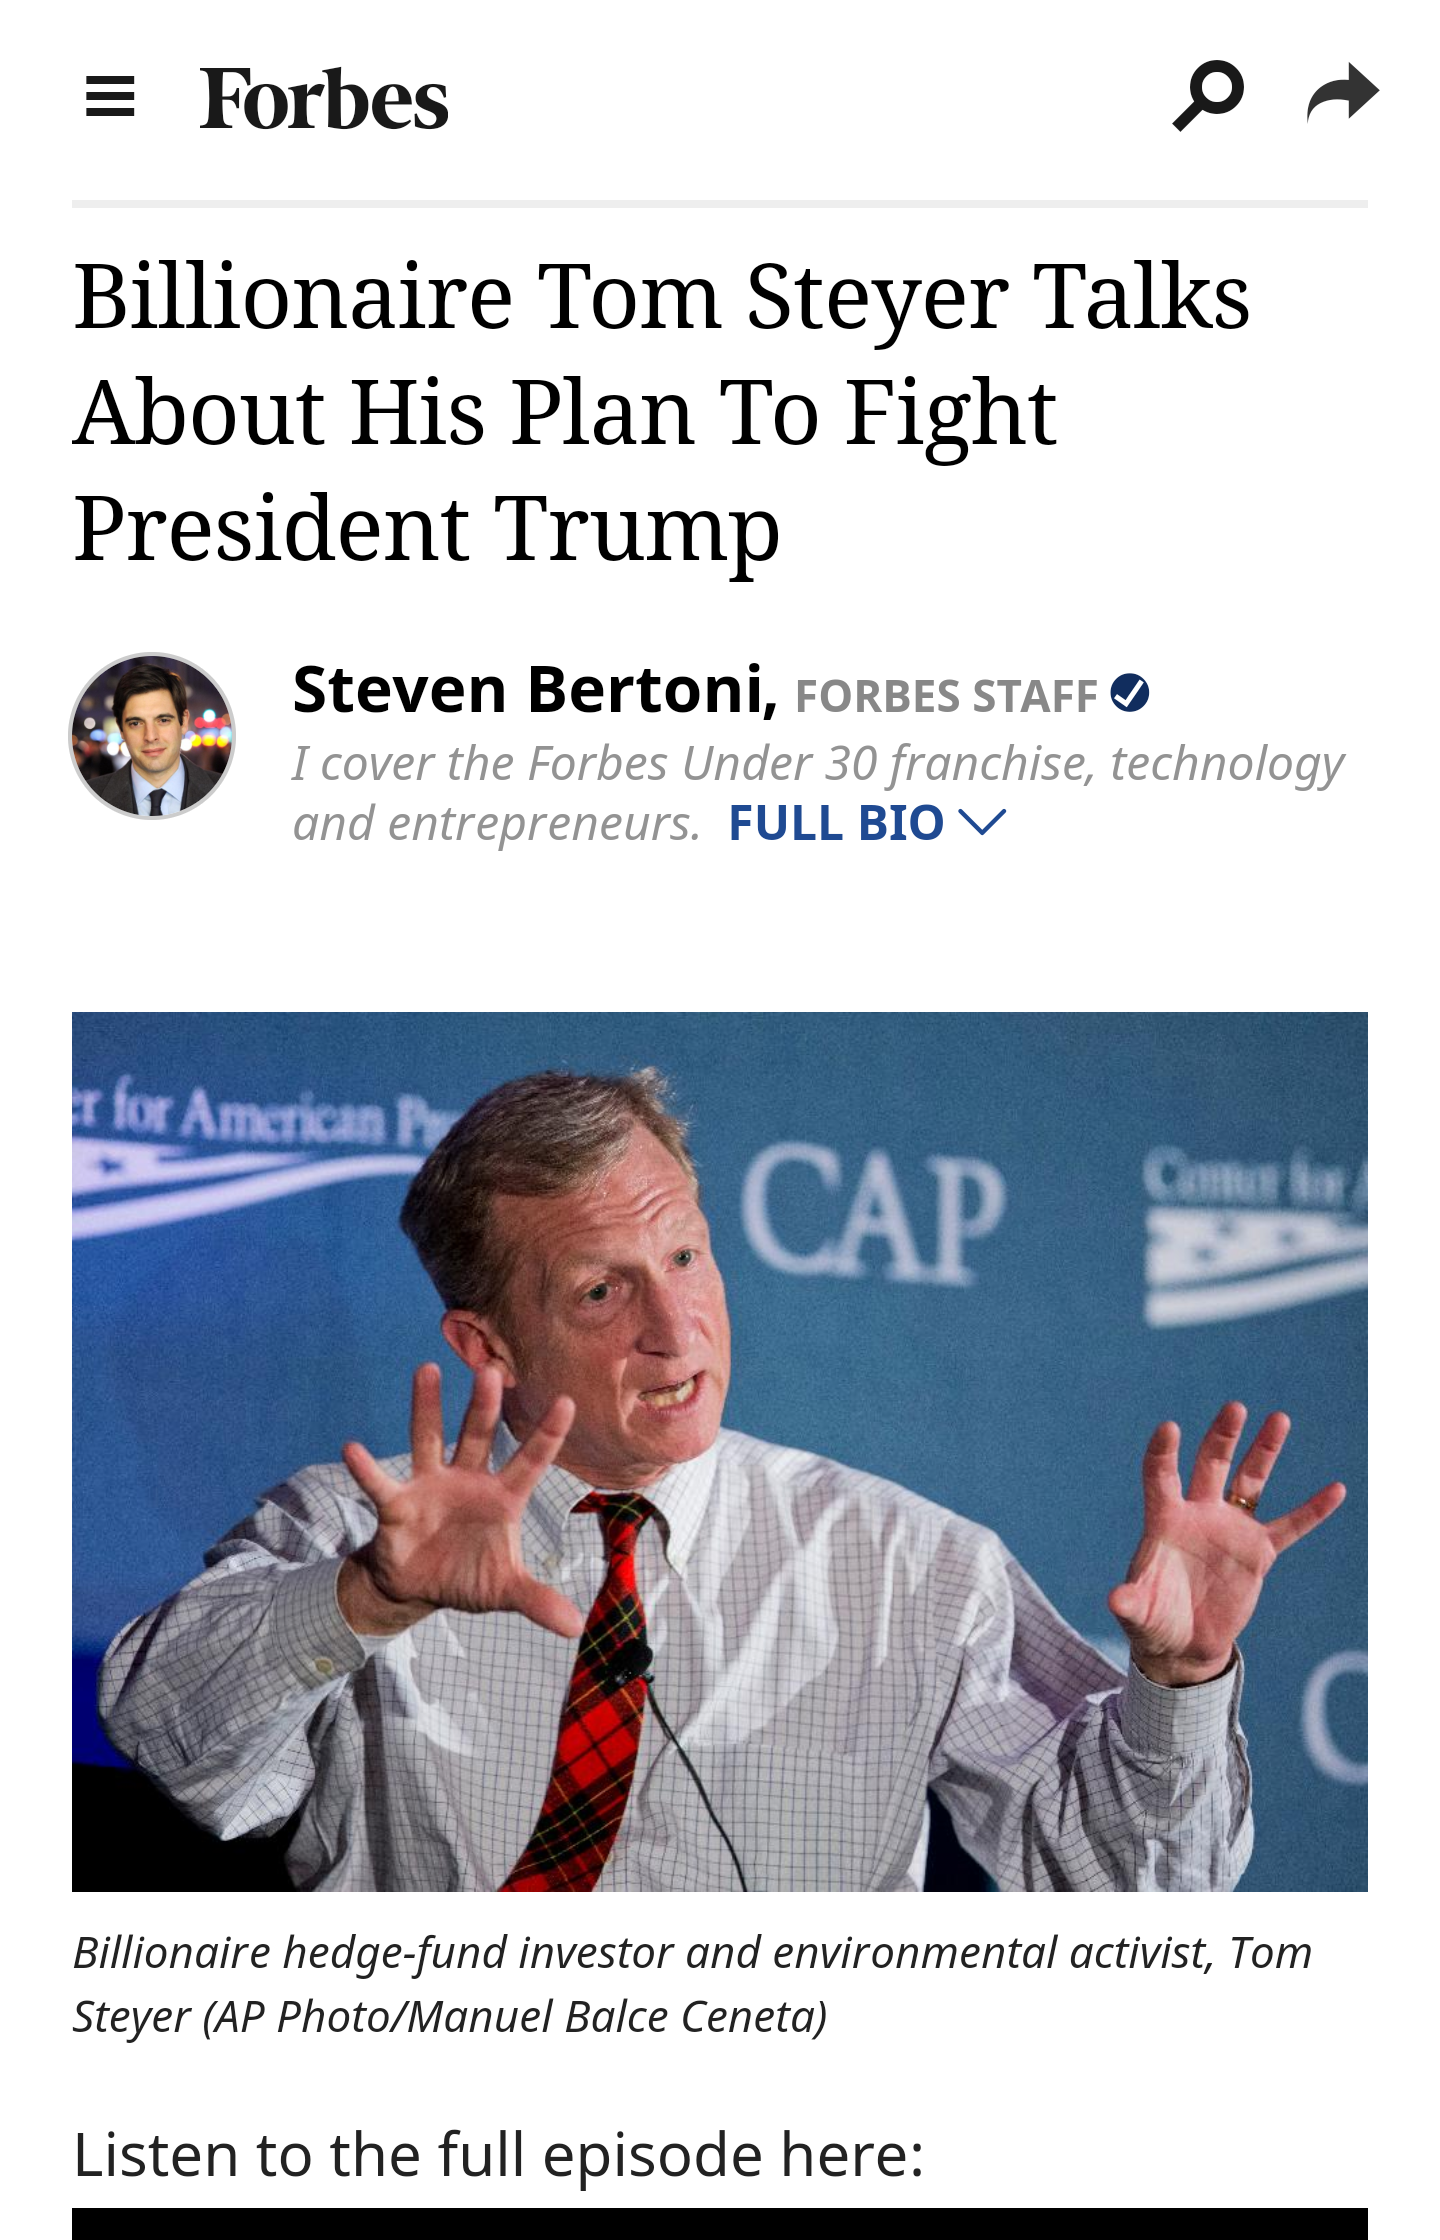 Forbes
Billionaire Tom Steyer Talks
About His Plan To Fight
President Trump
Steven Bertoni, FORBES STAFF
I cover the Forbes Under 30 franchise, technology
and entrepreneurs. FULL BIO
for American
CAP
Center for
Billionaire hedge-fund investor and environmental activist, Tom
Steyer (AP Photo/Manuel Balce Ceneta)
Listen to the full episode here: